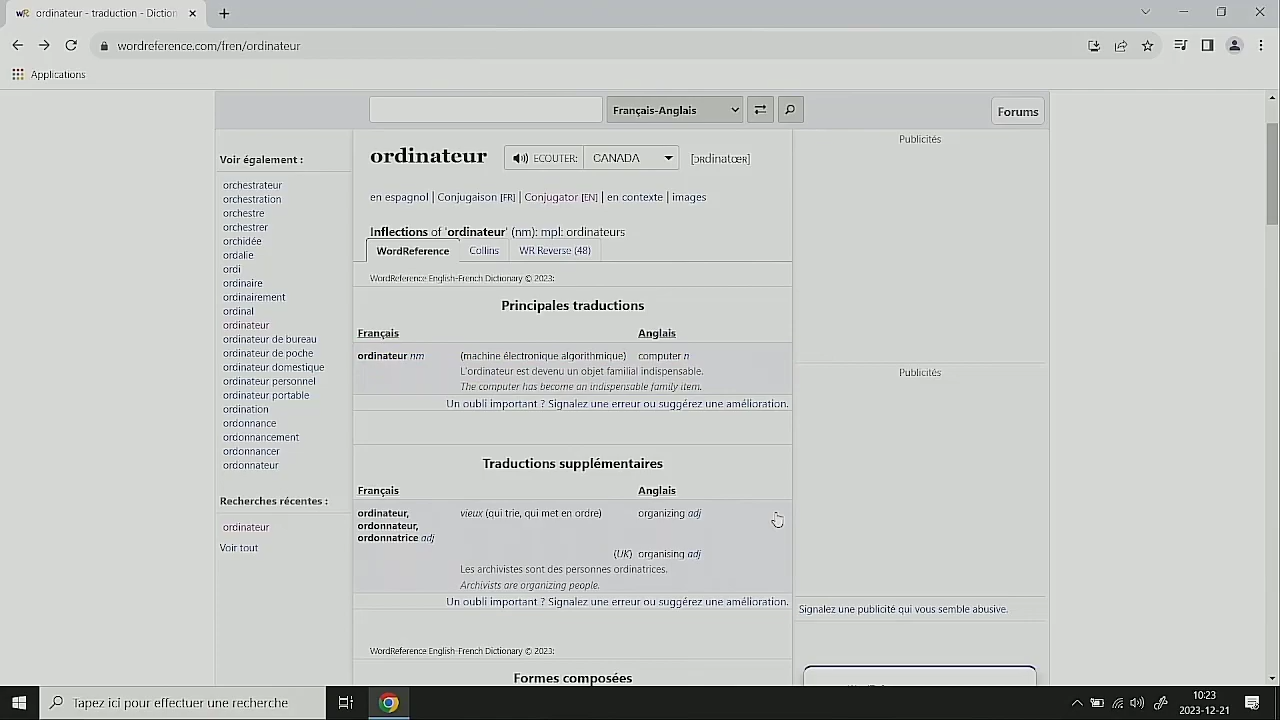 ordinateur - traduction - Diction
wordreference.com/fren/ordinateur
Applications
Français-Anglais
Forums
Voir également :
orchestrateur
orchestration
orchestre
orchestrer
orchidée
ordalie
ordi
ordinaire
ordinairement
ordinal
ordinateur
ordinateur de bureau
ordinateur de poche
ordinateur domestique
ordinateur personnel
ordinateur portable
ordination
ordonnance
ordonnancement
ordonnancer
ordonnateur
Recherches récentes :
ordinateur
Voir tout
ordinateur ECOUTER: CANADA [ɔʀdinatœʀ]
en espagnol | Conjugaison [FR] | Conjugator [EN] | en contexte | images
Inflections of 'ordinateur' (nm): mpl: ordinateurs
WordReference Collins WR Reverse (48)
WordReference English-French Dictionary © 2023:
Principales traductions
Français Anglais
ordinateur nm (machine électronique algorithmique) computer n
L'ordinateur est devenu un objet familial indispensable.
The computer has become an indispensable family item.
Un oubli important ? Signalez une erreur ou suggérez une amélioration.
Traductions supplémentaires
Français Anglais
ordinateur, vieux (qui trie, qui met en ordre) organizing adj
ordonnateur,
ordonnatrice adj
(UK) organising adj
Les archivistes sont des personnes ordinatrices.
Archivists are organizing people.
Un oubli important ? Signalez une erreur ou suggérez une amélioration.
WordReference English-French Dictionary © 2023:
Formes composées
Publicités
Publicités
Signalez une publicité qui vous semble abusive.
Tapez ici pour effectuer une recherche
10:23
2023-12-21